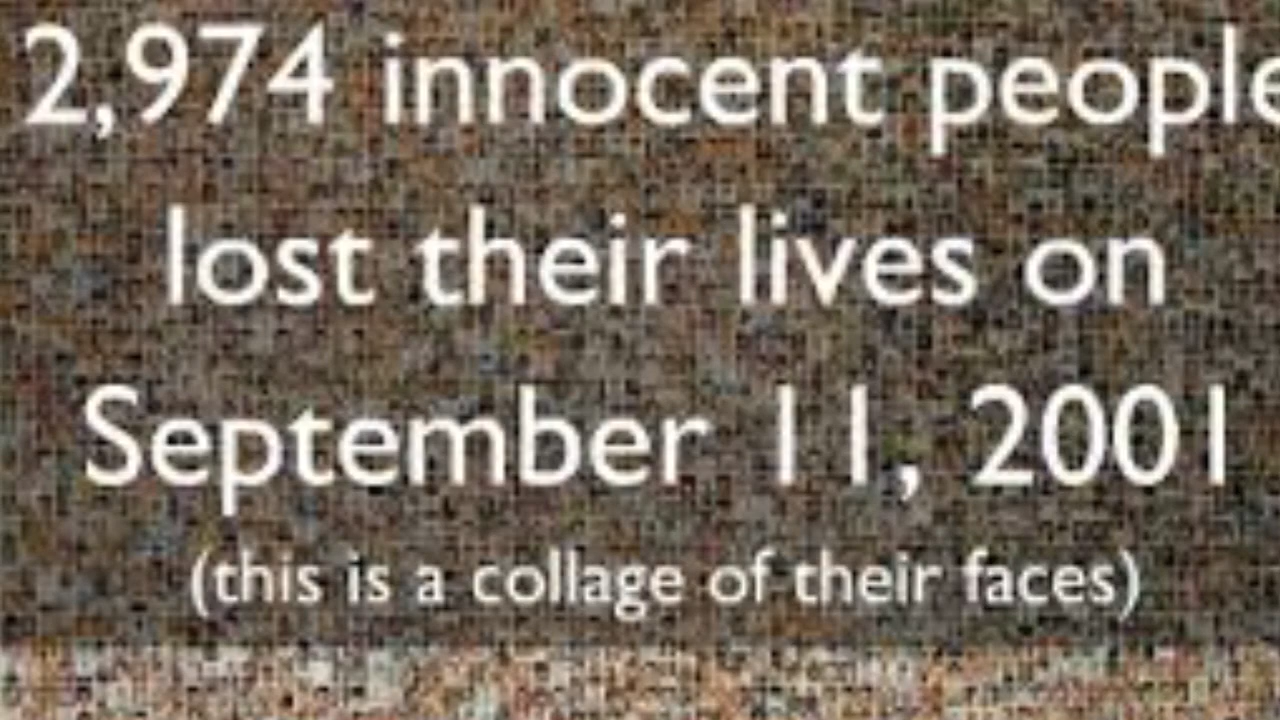 2,974 innocent people
lost their lives on
September 11, 2001
(this is a collage of their faces)